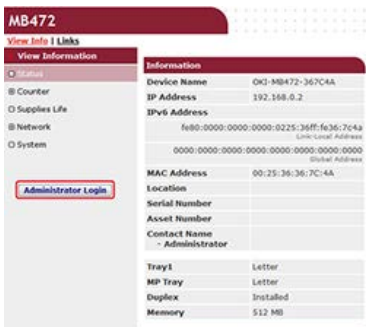 MB472
View Info | Links
View Information
Status
Counter
Supplies Life
Network
System
Administrator Login
Information
Device Name OKI-MB472-367C4A
IP Address 192.168.0.2
IPv6 Address
fe80:0000:0000:0000:0225:36ff:fe36:7c4a
Link-Local Address
0000:0000:0000:0000:0000:0000:0000:0000
Global Address
MAC Address 00:25:36:36:7C:4A
Location
Serial Number
Asset Number
Contact Name
- Administrator
Tray1 Letter
MP Tray Letter
Duplex Installed
Memory 512 MB